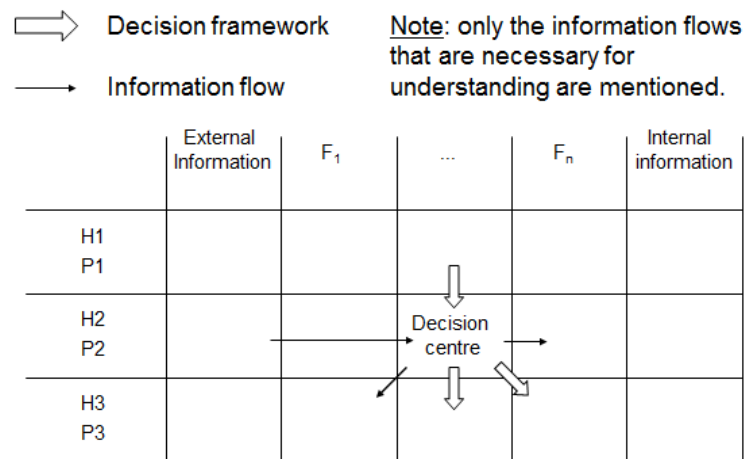 Decision framework
Note: only the information flows
that are necessary for
understanding are mentioned.
Information flow
External
Information
F1
...
Fn
Internal
information
H1
P1
H2
P2
Decision
centre
H3
P3